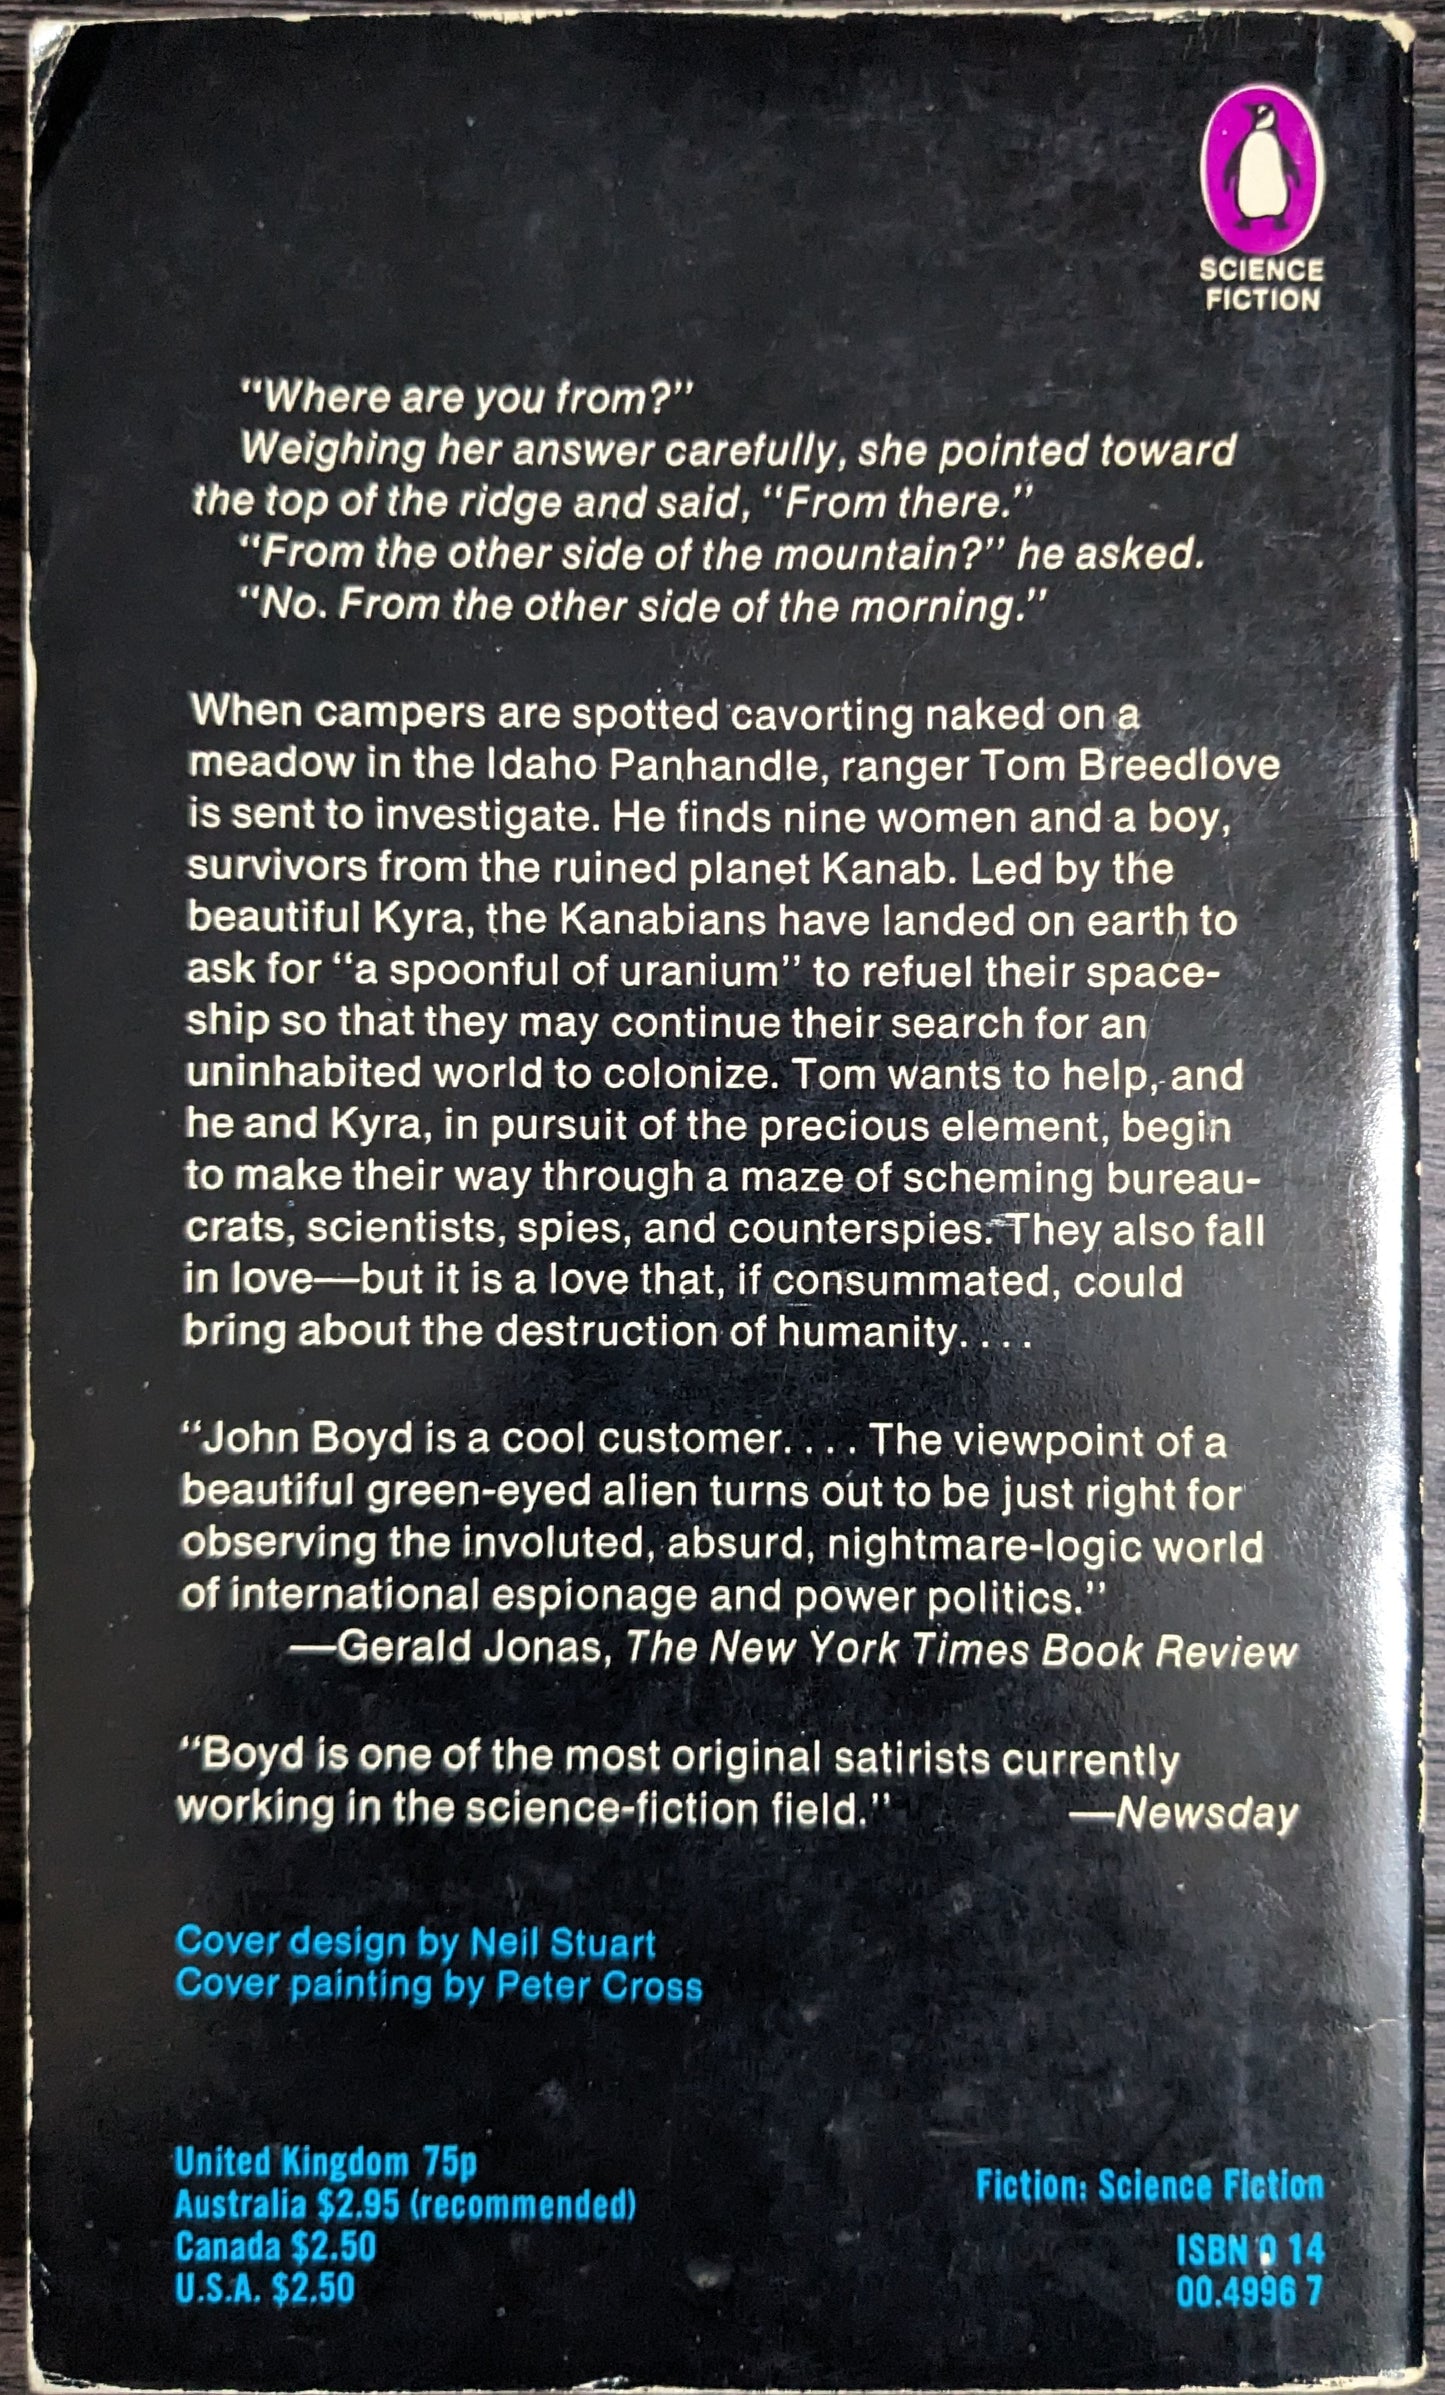 SCIENCE
FICTION
"Where are you from?"
Weighing her answer carefully, she pointed toward
the top of the ridge and said, "From there."
"From the other side of the mountain?" he asked.
"No. From the other side of the morning."
When campers are spotted cavorting naked on a
meadow in the Idaho Panhandle, ranger Tom Breedlove
is sent to investigate. He finds nine women and a boy,
survivors from the ruined planet Kanab. Led by the
beautiful Kyra, the Kanabians have landed on earth to
ask for "a spoonful of uranium" to refuel their space-
ship so that they may continue their search for an
uninhabited world to colonize. Tom wants to help, and
he and Kyra, in pursuit of the precious element, begin
to make their way through a maze of scheming bureau-
crats, scientists, spies, and counterspies. They also fall
in love—but it is a love that, if consummated, could
bring about the destruction of humanity. . . .
"John Boyd is a cool customer. . . . The viewpoint of a
beautiful green-eyed alien turns out to be just right for
observing the involuted, absurd, nightmare-logic world
of international espionage and power politics."
—Gerald Jonas, The New York Times Book Review
"Boyd is one of the most original satirists currently
working in the science-fiction field." —Newsday
Cover design by Neil Stuart
Cover painting by Peter Cross
United Kingdom 75p
Australia $2.95 (recommended)
Canada $2.50
U.S.A. $2.50
Fiction: Science Fiction
ISBN 0 14
00.4996 7